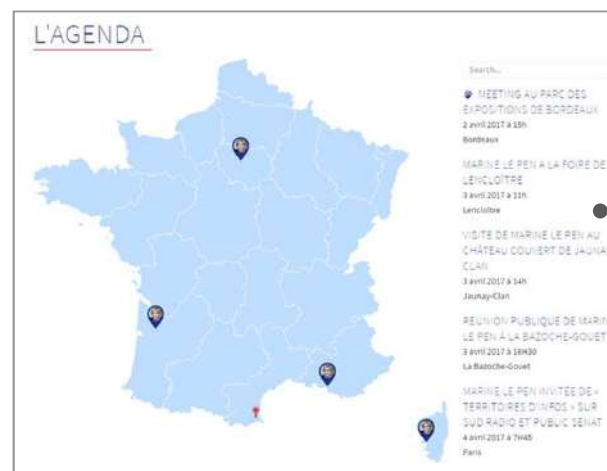 L'AGENDA
Search...
MEETING AU PARC DES
EXPOSITIONS DE BORDEAUX
2 avril 2017 à 15h
Bordeaux
MARINE LE PEN A LA FOIRE DE
LENCLOÎTRE
3 avril 2017 à 11h
Lencloître
VISITE DE MARINE LE PEN AU
CHÂTEAU COUVERT DE JAUNA
CLAN
3 avril 2017 à 14h
Jaunay-Clan
RÉUNION PUBLIQUE DE MARIN
LE PEN À LA BAZOCHE-GOUET
3 avril 2017 à 16H30
La Bazoche-Gouet
MARINE LE PEN INVITÉE DE «
TERRITOIRES D'INFOS » SUR
SUD RADIO ET PUBLIC SÉNAT
4 avril 2017 à 7H45
Paris